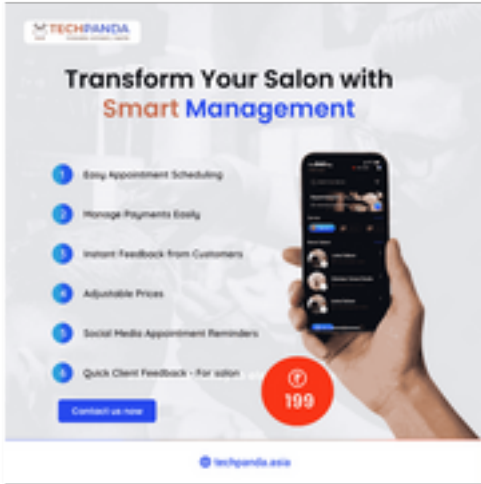 TECHPANDA
Transform Your Salon with
Smart Management
1 Easy Appointment Scheduling
2 Manage Payments Easily
3 Instant Feedback from Customers
4 Adjustable Prices
5 Social Media Appointment Reminders
6 Quick Client Feedback - For salon
₹
199
Contact us now
techpanda.asia